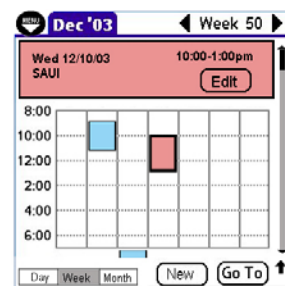 MENU Dec '03 Week 50
Wed 12/10/03 10:00-1:00pm
SAUI
Edit
8:00
10:00
12:00
2:00
4:00
6:00
Day Week Month New Go To